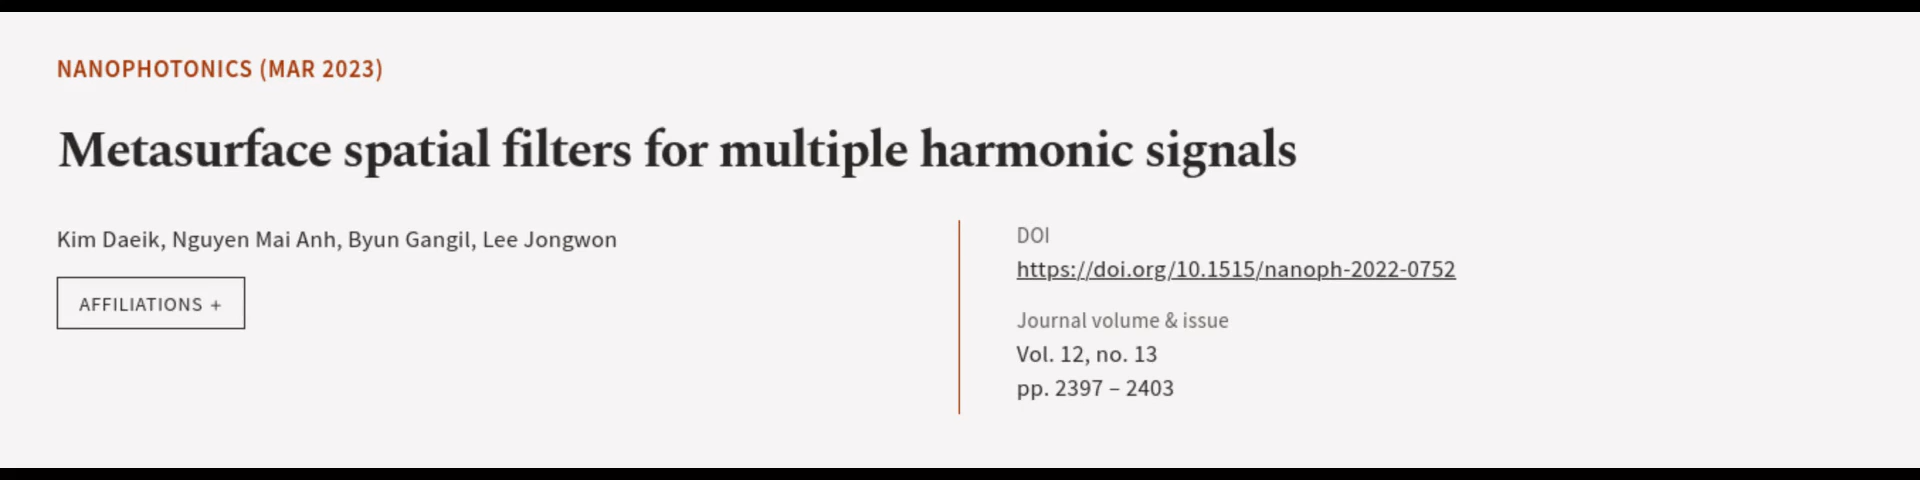 NANOPHOTONICS (MAR 2023)
Metasurface spatial filters for multiple harmonic signals
Kim Daeik, Nguyen Mai Anh, Byun Gangil, Lee Jongwon
AFFILIATIONS +
DOI
https://doi.org/10.1515/nanoph-2022-0752
Journal volume & issue
Vol. 12, no. 13
pp. 2397 – 2403